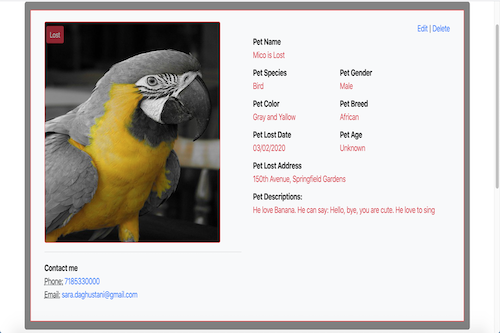 Lost
Edit | Delete
Pet Name
Mico is Lost
Pet Species
Pet Gender
Bird
Male
Pet Color
Pet Breed
Gray and Yallow
African
Pet Lost Date
Pet Age
03/02/2020
Unknown
Pet Lost Address
150th Avenue, Springfield Gardens
Pet Descriptions:
He love Banana. He can say: Hello, bye, you are cute. He love to sing
Contact me
Phone: 7185330000
Email: sara.daghustani@gmail.com